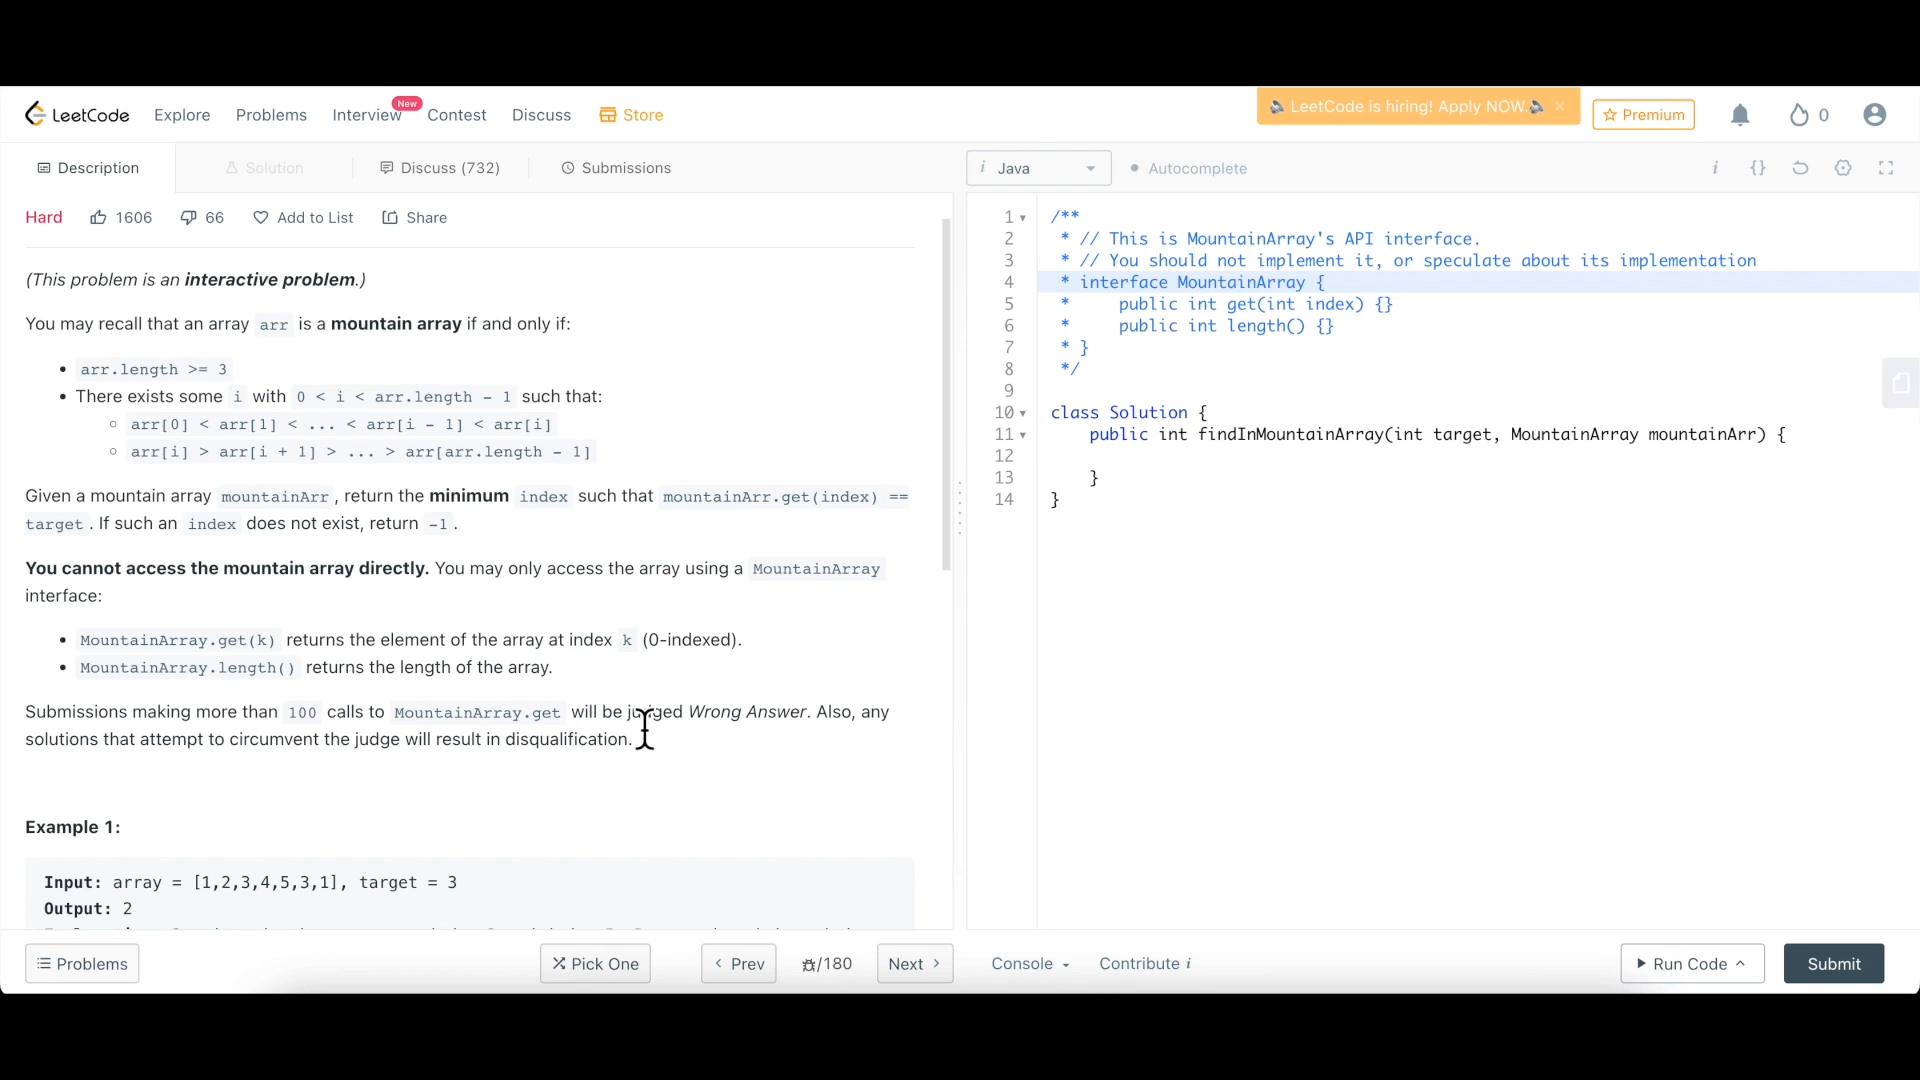 LeetCode Explore Problems Interview New Contest Discuss Store LeetCode is hiring! Apply NOW. × Premium 0
Description Solution Discuss (732) Submissions
i Java Autocomplete i {}
Hard 1606 66 Add to List Share
(This problem is an interactive problem.)
You may recall that an array arr is a mountain array if and only if:
• arr.length >= 3
• There exists some i with 0 < i < arr.length - 1 such that:
○ arr[0] < arr[1] < ... < arr[i - 1] < arr[i]
○ arr[i] > arr[i + 1] > ... > arr[arr.length - 1]
Given a mountain array mountainArr, return the minimum index such that mountainArr.get(index) ==
target. If such an index does not exist, return -1.
You cannot access the mountain array directly. You may only access the array using a MountainArray
interface:
• MountainArray.get(k) returns the element of the array at index k (0-indexed).
• MountainArray.length() returns the length of the array.
Submissions making more than 100 calls to MountainArray.get will be judged Wrong Answer. Also, any
solutions that attempt to circumvent the judge will result in disqualification.
Example 1:
Input: array = [1,2,3,4,5,3,1], target = 3
Output: 2
1 /**
2 * // This is MountainArray's API interface.
3 * // You should not implement it, or speculate about its implementation
4 * interface MountainArray {
5 *     public int get(int index) {}
6 *     public int length() {}
7 * }
8 */
9
10 class Solution {
11     public int findInMountainArray(int target, MountainArray mountainArr) {
12
13     }
14 }
Problems Pick One < Prev /180 Next > Console Contribute i Run Code Submit